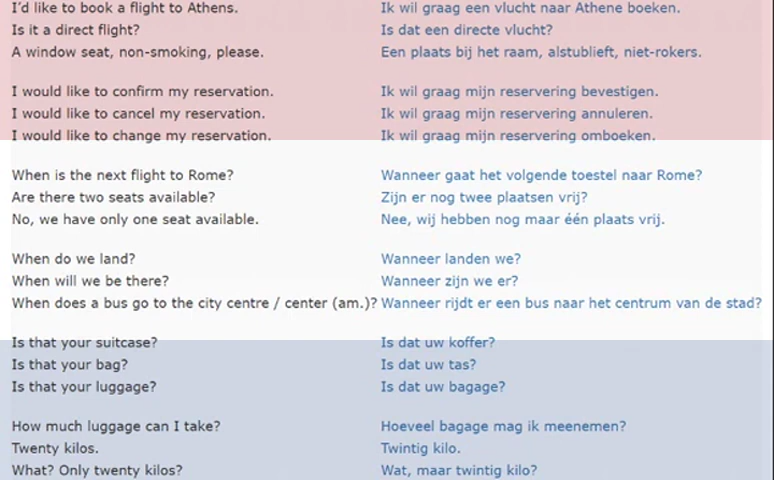 I'd like to book a flight to Athens. Ik wil graag een vlucht naar Athene boeken.
Is it a direct flight? Is dat een directe vlucht?
A window seat, non-smoking, please. Een plaats bij het raam, alstublieft, niet-rokers.
I would like to confirm my reservation. Ik wil graag mijn reservering bevestigen.
I would like to cancel my reservation. Ik wil graag mijn reservering annuleren.
I would like to change my reservation. Ik wil graag mijn reservering omboeken.
When is the next flight to Rome? Wanneer gaat het volgende toestel naar Rome?
Are there two seats available? Zijn er nog twee plaatsen vrij?
No, we have only one seat available. Nee, wij hebben nog maar één plaats vrij.
When do we land? Wanneer landen we?
When will we be there? Wanneer zijn we er?
When does a bus go to the city centre / center (am.)? Wanneer rijdt er een bus naar het centrum van de stad?
Is that your suitcase? Is dat uw koffer?
Is that your bag? Is dat uw tas?
Is that your luggage? Is dat uw bagage?
How much luggage can I take? Hoeveel bagage mag ik meenemen?
Twenty kilos. Twintig kilo.
What? Only twenty kilos? Wat, maar twintig kilo?